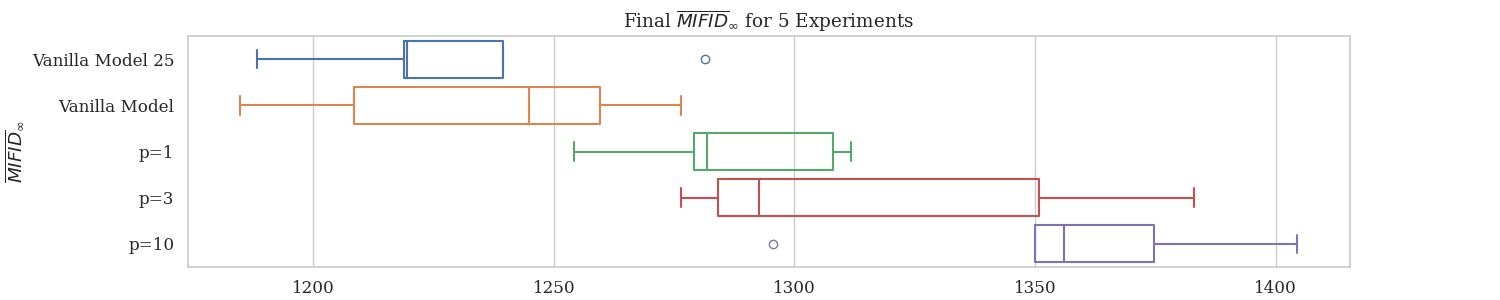 Final $\overline{MIFID}_\infty$ for 5 Experiments
$\overline{MIFID}_\infty$
Vanilla Model 25
Vanilla Model
p=1
p=3
p=10
1200 1250 1300 1350 1400